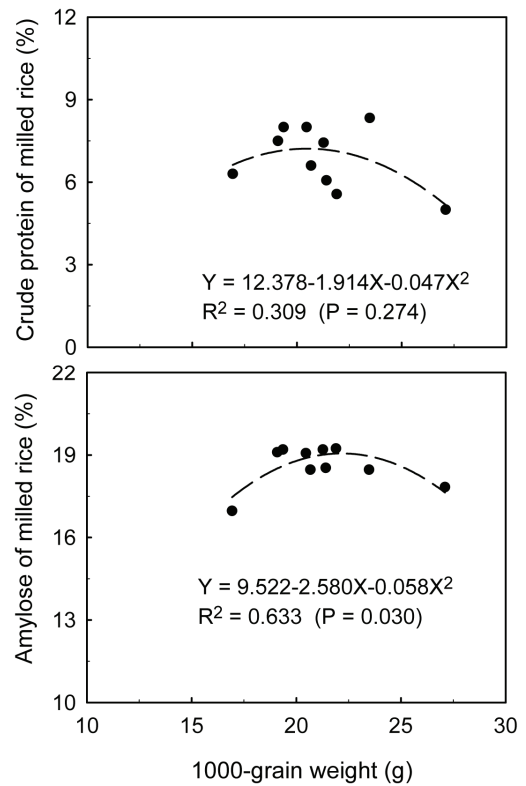 12
9
6
3
0
Crude protein of milled rice (%)
Y = 12.378-1.914X-0.047X²
R² = 0.309 (P = 0.274)
22
19
16
13
10
Amylose of milled rice (%)
Y = 9.522-2.580X-0.058X²
R² = 0.633 (P = 0.030)
10 15 20 25 30
1000-grain weight (g)